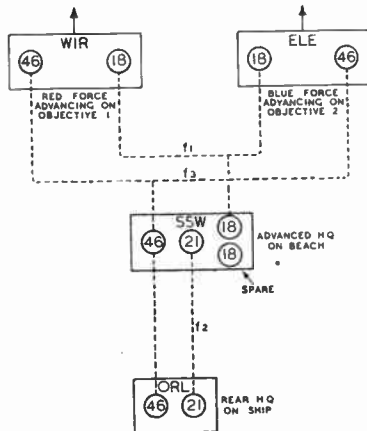 WIR
46
18
RED FORCE
ADVANCING ON
OBJECTIVE 1
ELE
18
46
BLUE FORCE
ADVANCING ON
OBJECTIVE 2
f1
f3
SSW
46
21
18
18
ADVANCED HQ
ON BEACH
SPARE
f2
ORL
46
21
REAR HQ
ON SHIP